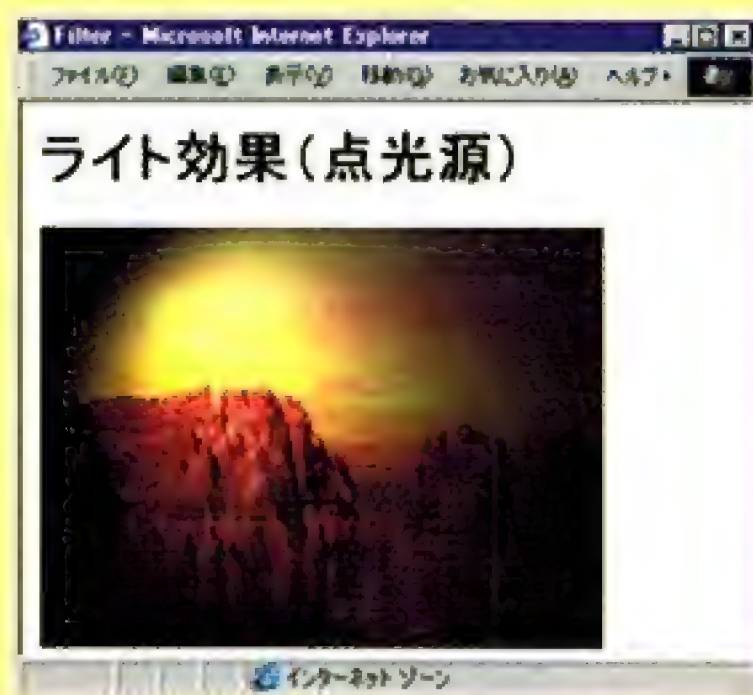 Filter - Microsoft Internet Explorer
ファイル(F) 編集(E) 表示(V) 移動(G) お気に入り(A) ヘルプ
ライト効果(点光源)
インターネット ゾーン